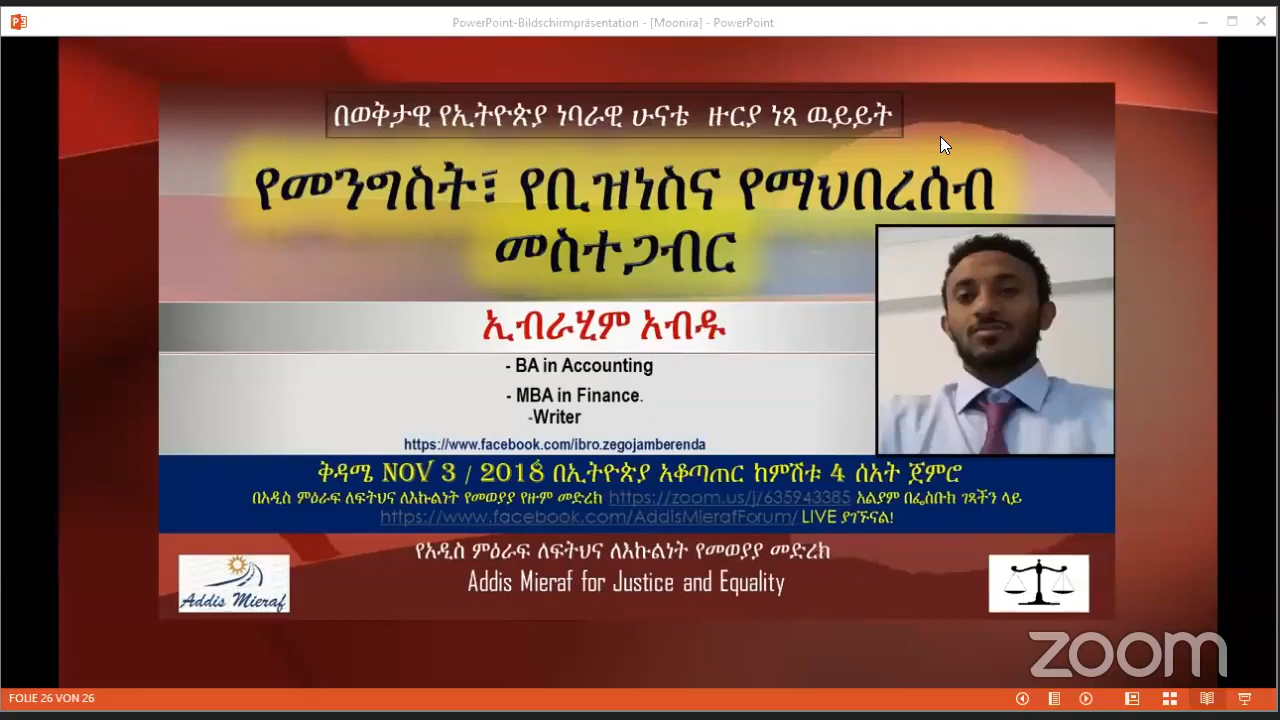 PowerPoint-Bildschirmpräsentation - [Moonira] - PowerPoint
በወቅታዊ የኢትዮጵያ ነባራዊ ሁናቴ ዙርያ ነጻ ዉይይት
የመንግስት፣ የቢዝነስና የማህበረሰብ
መስተጋብር
ኢብራሂም አብዱ
- BA in Accounting
- MBA in Finance.
-Writer
https://www.facebook.com/ibro.zegojamberenda
ቅዳሜ NOV 3 / 2018 በኢትዮጵያ አቆጣጠር ከምሽቱ 4 ሰአት ጀምሮ
በአዲስ ምዕራፍ ለፍትህና ለእኩልነት የመወያያ የዙም መድረክ https://zoom.us/j/635943385 አልያም በፌስቡክ ገጻችን ላይ
https://www.facebook.com/AddisMierafForum/ LIVE ያገኙናል!
የአዲስ ምዕራፍ ለፍትህና ለእኩልነት የመወያያ መድረክ
Addis Mieraf for Justice and Equality
Addis Mieraf
zoom
FOLIE 26 VON 26